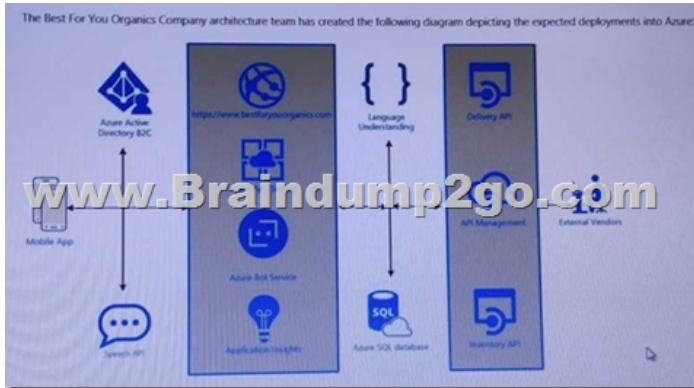 The Best For You Organics Company architecture team has created the following diagram depicting the expected deployments into Azure:
Azure Active
Directory B2C
https://www.bestforyouorganics.com
Language
Understanding
Delivery API
www.Braindump2go.com
Mobile App
API Management
External Vendors
Azure Bot Service
Speech API
Application Insights
SQL
Azure SQL database
Inventory API